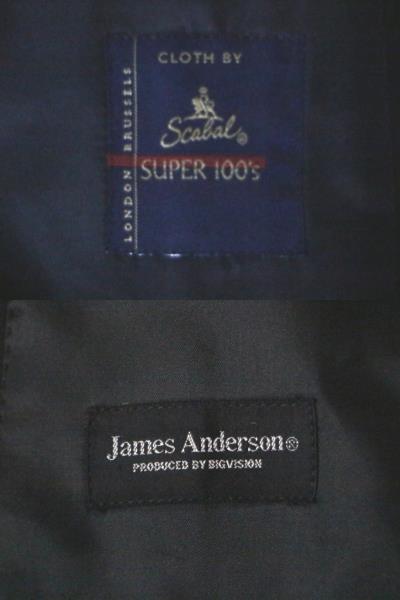 CLOTH BY
Scabal®
SUPER 100's
LONDON BRUSSELS
James Anderson®
PRODUCED BY BIGVISION